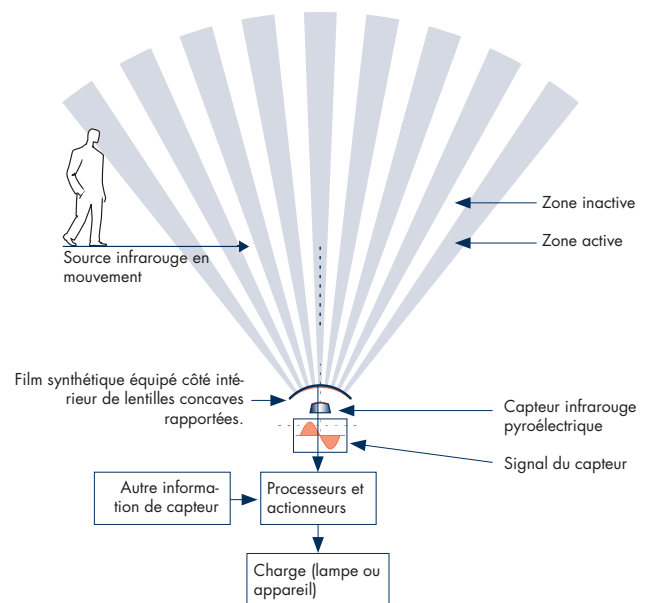 Zone inactive
Zone active
Source infrarouge en
mouvement
Film synthétique équipé côté inté-
rieur de lentilles concaves
rapportées.
Capteur infrarouge
pyroélectrique
Signal du capteur
Autre informa-
tion de capteur
Processeurs et
actionneurs
Charge (lampe ou
appareil)